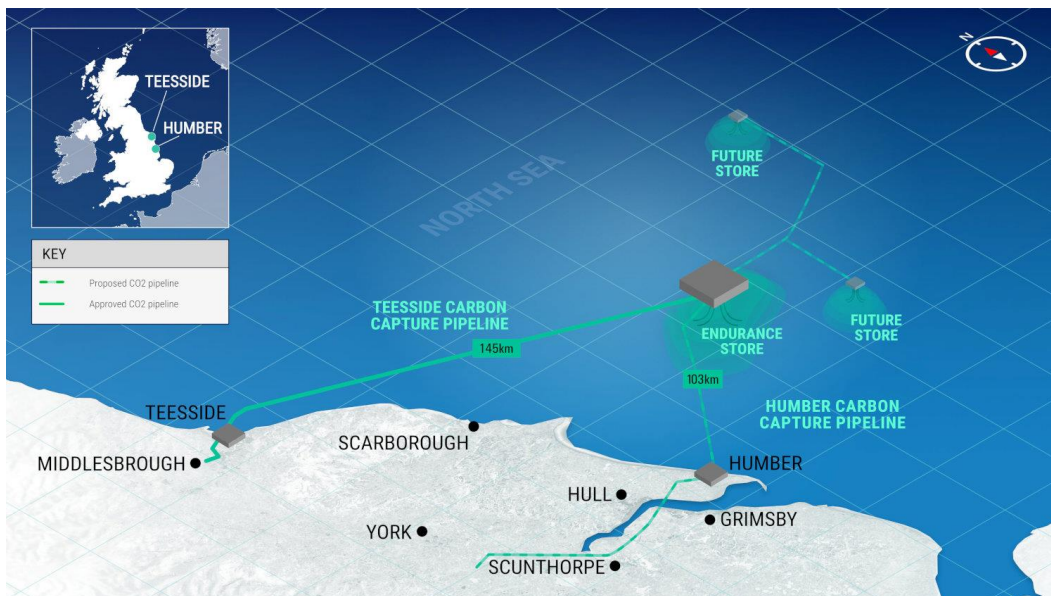 N
TEESSIDE
HUMBER
KEY
Proposed CO2 pipeline
Approved CO2 pipeline
NORTH SEA
FUTURE
STORE
TEESSIDE CARBON
CAPTURE PIPELINE
145km
ENDURANCE
STORE
FUTURE
STORE
103km
HUMBER CARBON
CAPTURE PIPELINE
TEESSIDE
SCARBOROUGH
MIDDLESBROUGH
HUMBER
HULL
GRIMSBY
YORK
SCUNTHORPE